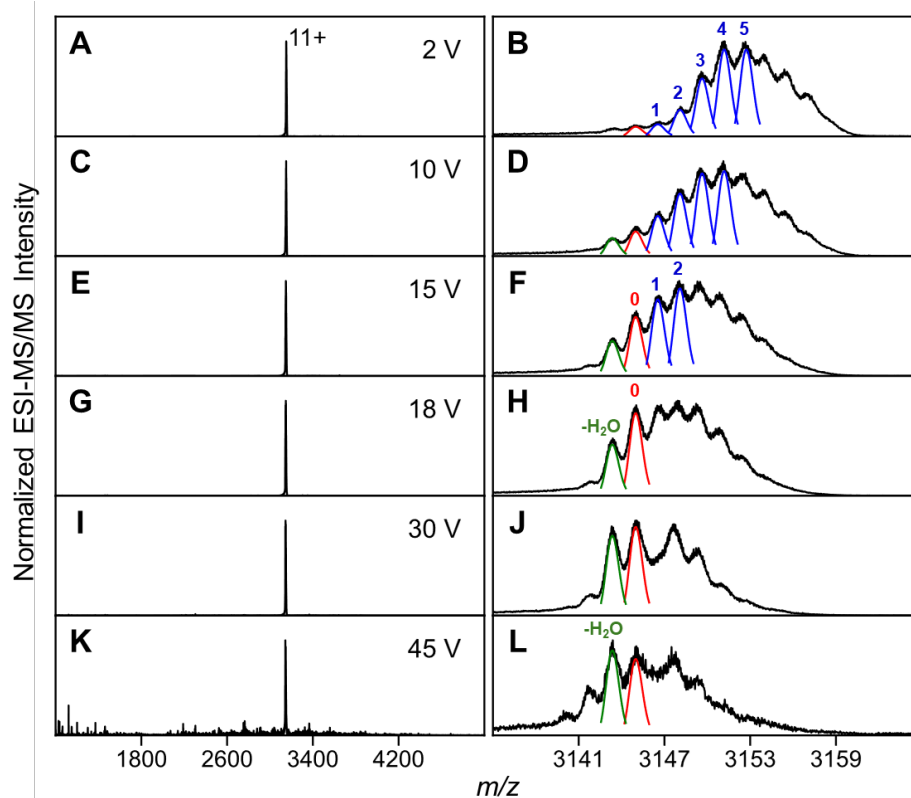 Normalized ESI-MS/MS Intensity
A 11+ 2 V
B 1 2 3 4 5
C 10 V
D
E 15 V
F 0 1 2
G 18 V
H -H₂O 0
I 30 V
J
K 45 V
L -H₂O
1800 2600 3400 4200 3141 3147 3153 3159
m/z